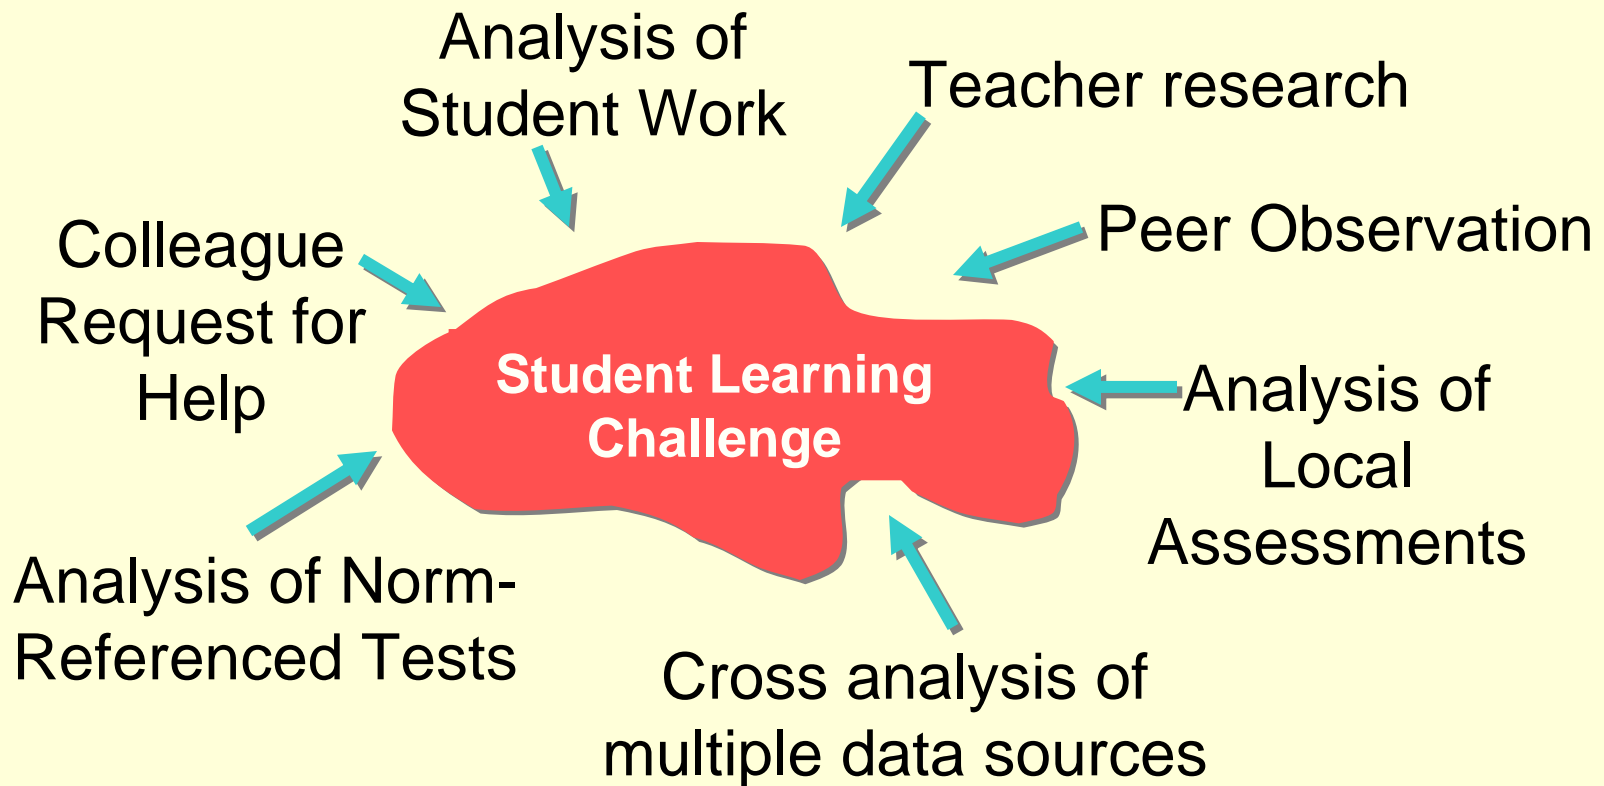 Analysis of
Student Work
Teacher research
Peer Observation
Colleague
Request for
Help
Student Learning
Challenge
Analysis of
Local
Assessments
Analysis of Norm-
Referenced Tests
Cross analysis of
multiple data sources